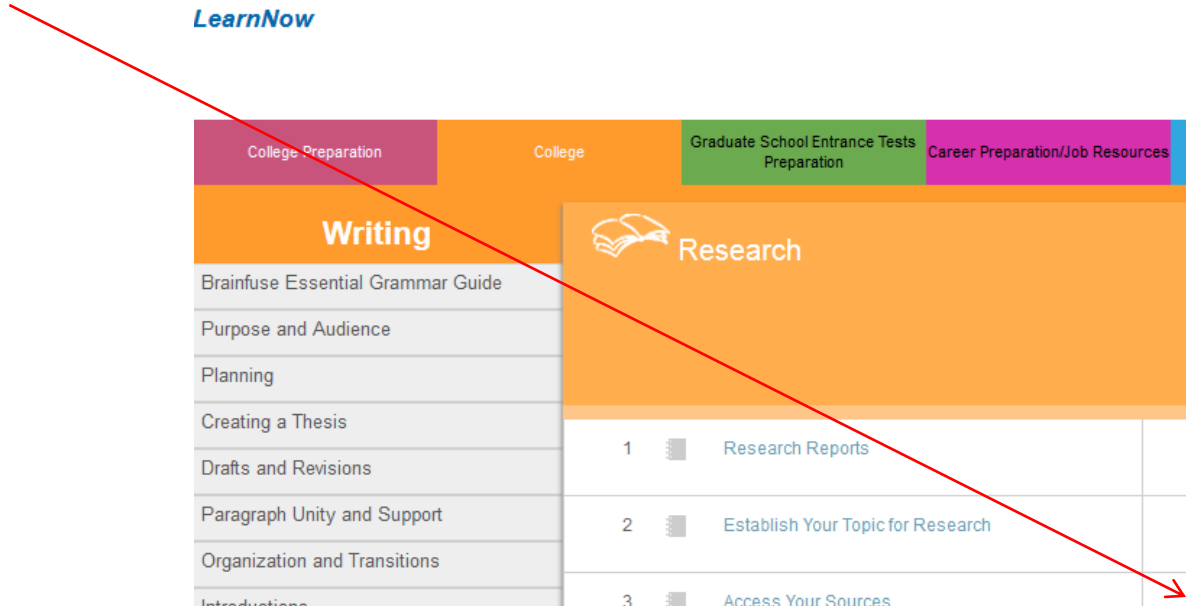 LearnNow
College Preparation
College
Graduate School Entrance Tests
Preparation
Career Preparation/Job Resources
Writing
Research
Brainfuse Essential Grammar Guide
Purpose and Audience
Planning
Creating a Thesis
Drafts and Revisions
Paragraph Unity and Support
Organization and Transitions
Introductions
1 Research Reports
2 Establish Your Topic for Research
3 Access Your Sources